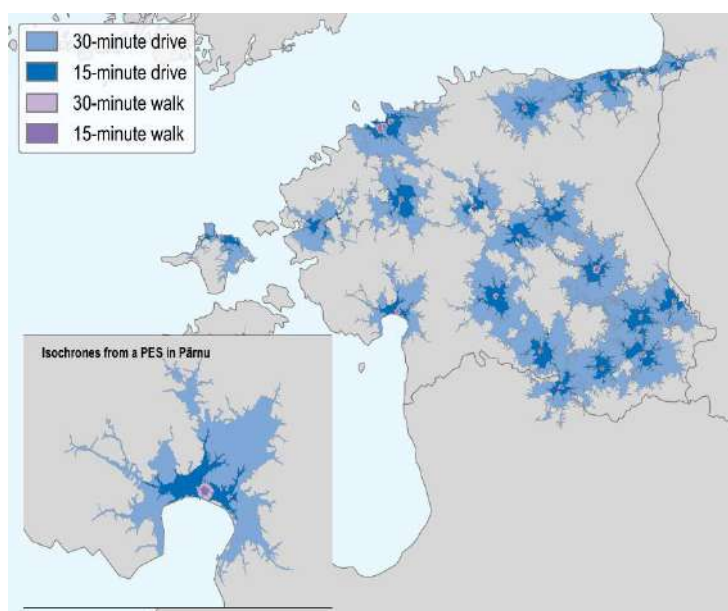 30-minute drive
15-minute drive
30-minute walk
15-minute walk
Isochrones from a PES in Pärnu